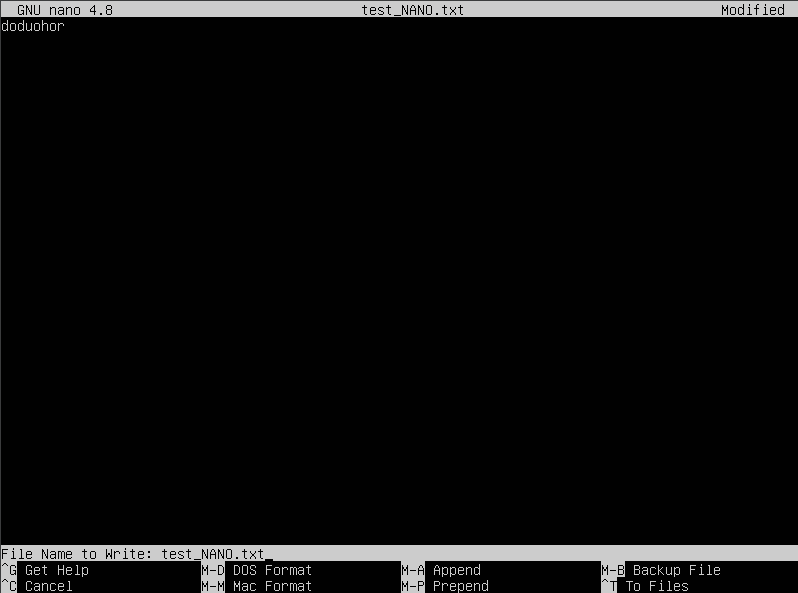 GNU nano 4.8 test_NANO.txt Modified
doduohor
File Name to Write: test_NANO.txt
^G Get Help M-D DOS Format M-A Append M-B Backup File
^C Cancel M-M Mac Format M-P Prepend ^T To Files